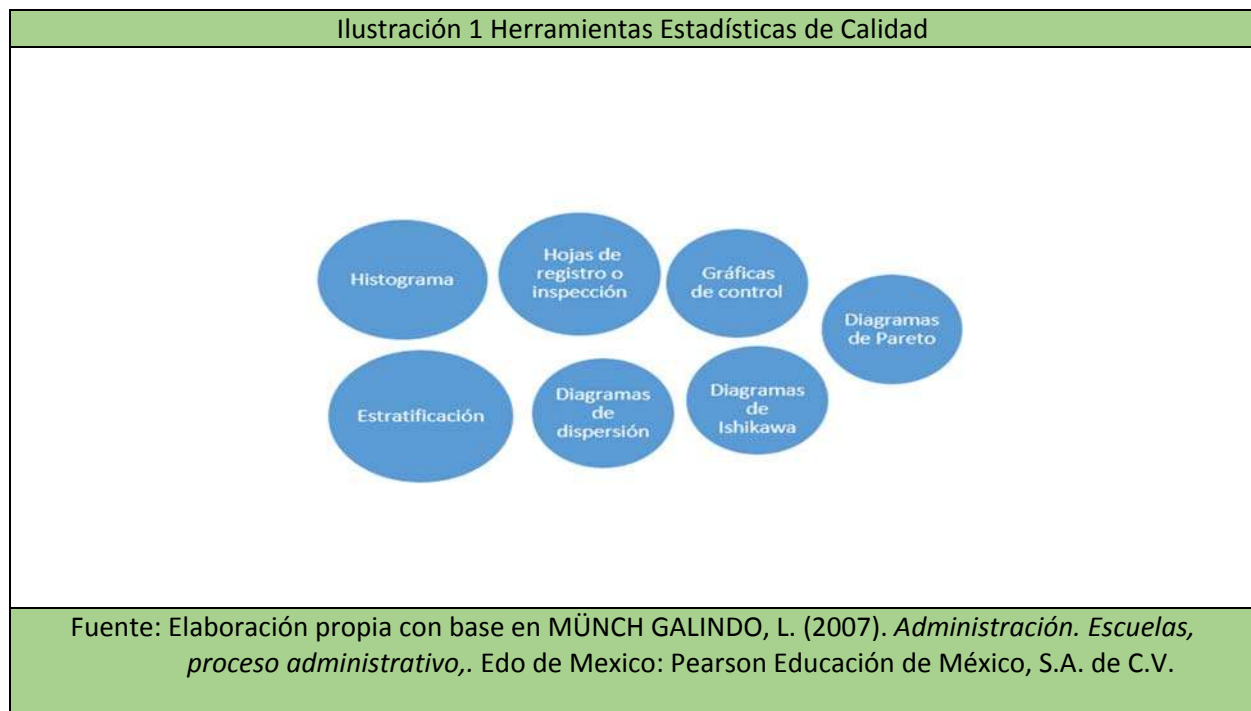 Ilustración 1 Herramientas Estadísticas de Calidad
Histograma
Hojas de
registro o
inspección
Gráficas
de control
Diagramas
de Pareto
Estratificación
Diagramas
de
dispersión
Diagramas
de
Ishikawa
Fuente: Elaboración propia con base en MÜNCH GALINDO, L. (2007). Administración. Escuelas,
proceso administrativo,. Edo de Mexico: Pearson Educación de México, S.A. de C.V.